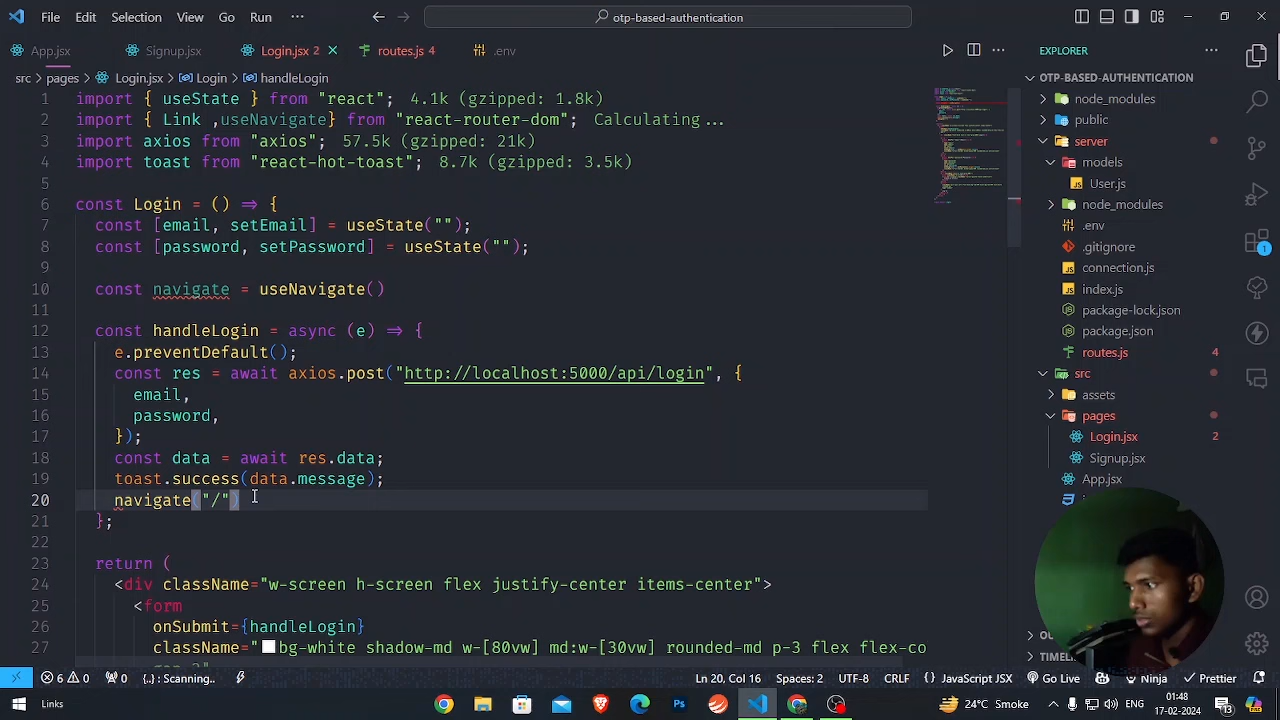 File Edit Selection View Go Run ···
otp-based-authentication
App.jsx Signup.jsx Login.jsx 2 routes.js 4 .env
EXPLORER
src > pages > Login.jsx > Login > handleLogin
OTP-BASED-AUTHENTICATION
1 import { useState } from "react"; 4.1k (gzipped: 1.8k)
2 import { Link, useNavigate } from "react-router-dom"; Calculating ...
3 import axios from "axios"; 62.5k (gzipped: 23k)
4 import toast from "react-hot-toast"; 8.7k (gzipped: 3.5k)
5
6 const Login = () => {
7 const [email, setEmail] = useState("");
8 const [password, setPassword] = useState("");
9
10 const navigate = useNavigate()
11
12 const handleLogin = async (e) => {
13 e.preventDefault();
14 const res = await axios.post("http://localhost:5000/api/login", {
15 email,
16 password,
17 });
18 const data = await res.data;
19 toast.success(data.message);
20 navigate("/")
21 };
22
23 return (
24 <div className="w-screen h-screen flex justify-center items-center">
25 <form
26 onSubmit={handleLogin}
27 className="bg-white shadow-md w-[80vw] md:w-[30vw] rounded-md p-3 flex flex-co
gap-3"
node_modules
public
server
models
User.js
node_modules
.env
.gitignore
connection.js
index.js
package-lock.json
package.json
routes.js 4
src
assets
pages
Login.jsx 2
Signup.jsx
App.jsx
TIMEL
1
6 0 0 Scanning.. Ln 20, Col 16 Spaces: 2 UTF-8 CRLF {} JavaScript JSX Go Live Ninja Prettier
Links Smoke ENG IN 01:48 17-02-2026